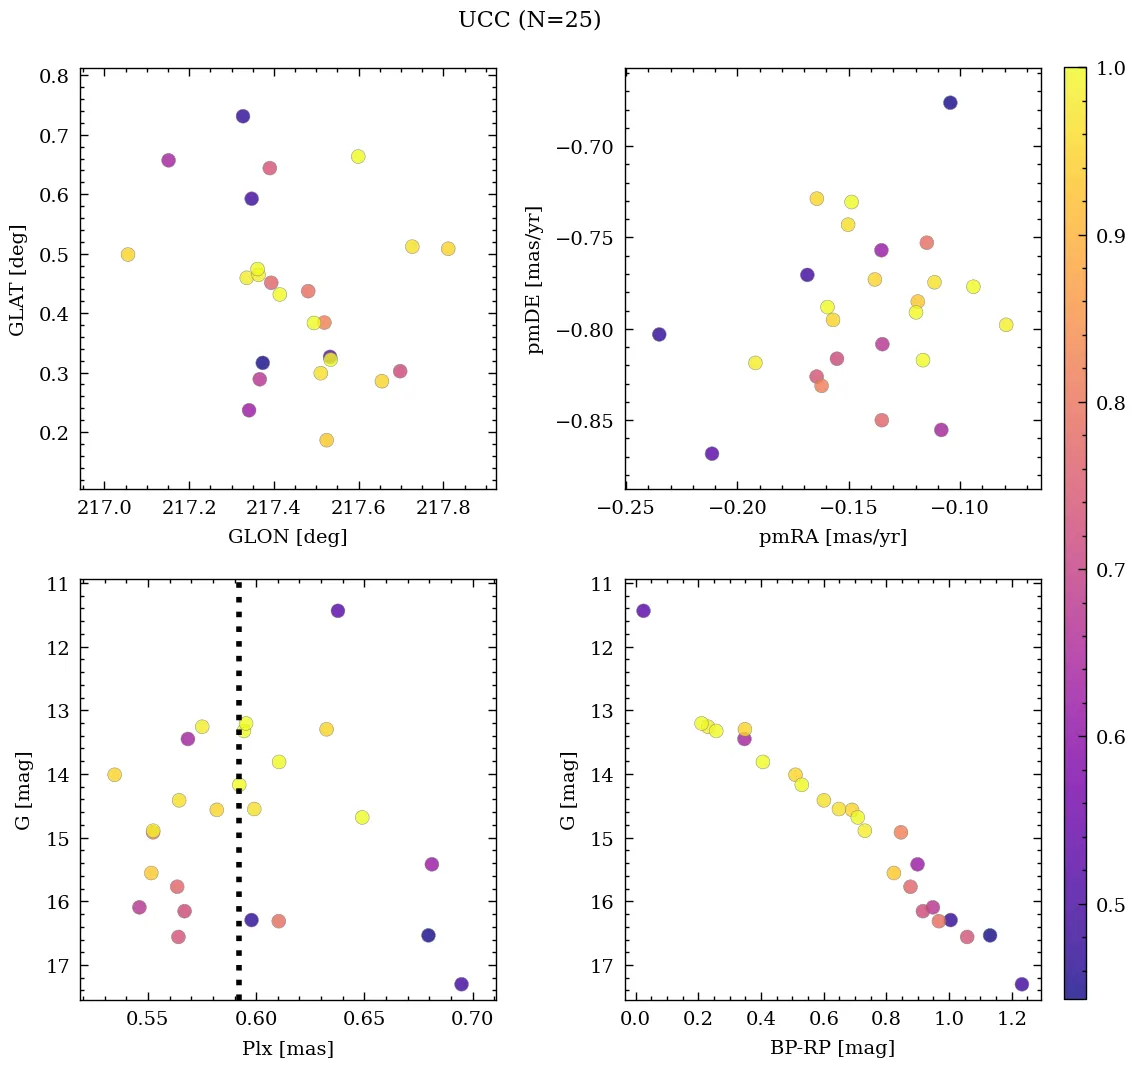 UCC (N=25)
0.8
0.7
0.6
0.5
0.4
0.3
0.2
GLAT [deg]
217.0 217.2 217.4 217.6 217.8
GLON [deg]
−0.70
−0.75
−0.80
−0.85
pmDE [mas/yr]
−0.25 −0.20 −0.15 −0.10
pmRA [mas/yr]
1.0
0.9
0.8
0.7
0.6
0.5
11
12
13
14
15
16
17
G [mag]
0.55 0.60 0.65 0.70
Plx [mas]
11
12
13
14
15
16
17
G [mag]
0.0 0.2 0.4 0.6 0.8 1.0 1.2
BP-RP [mag]